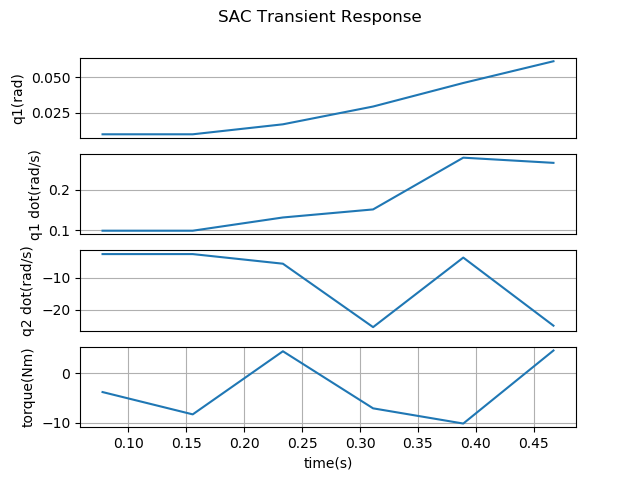 SAC Transient Response
q1(rad)
0.050
0.025
q1 dot(rad/s)
0.2
0.1
q2 dot(rad/s)
−10
−20
torque(Nm)
0
−10
0.10 0.15 0.20 0.25 0.30 0.35 0.40 0.45
time(s)